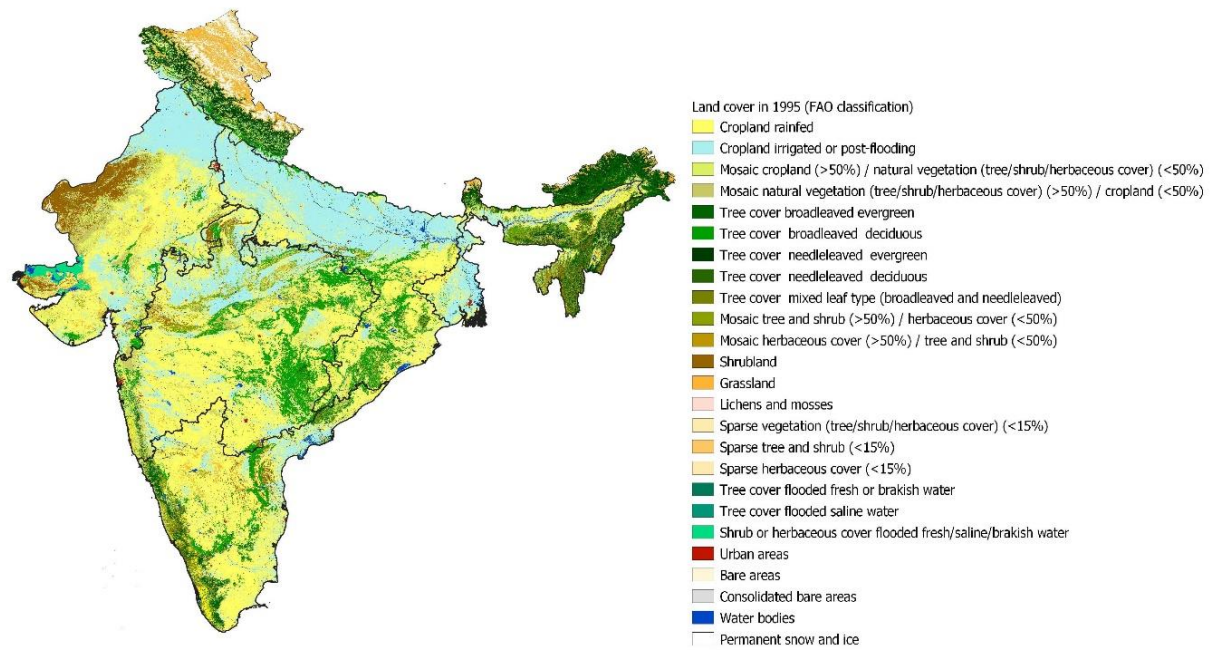 Land cover in 1995 (FAO classification)
Cropland rainfed
Cropland irrigated or post-flooding
Mosaic cropland (>50%) / natural vegetation (tree/shrub/herbaceous cover) (<50%)
Mosaic natural vegetation (tree/shrub/herbaceous cover) (>50%) / cropland (<50%)
Tree cover broadleaved evergreen
Tree cover broadleaved deciduous
Tree cover needleleaved evergreen
Tree cover needleleaved deciduous
Tree cover mixed leaf type (broadleaved and needleleaved)
Mosaic tree and shrub (>50%) / herbaceous cover (<50%)
Mosaic herbaceous cover (>50%) / tree and shrub (<50%)
Shrubland
Grassland
Lichens and mosses
Sparse vegetation (tree/shrub/herbaceous cover) (<15%)
Sparse tree and shrub (<15%)
Sparse herbaceous cover (<15%)
Tree cover flooded fresh or brakish water
Tree cover flooded saline water
Shrub or herbaceous cover flooded fresh/saline/brakish water
Urban areas
Bare areas
Consolidated bare areas
Water bodies
Permanent snow and ice